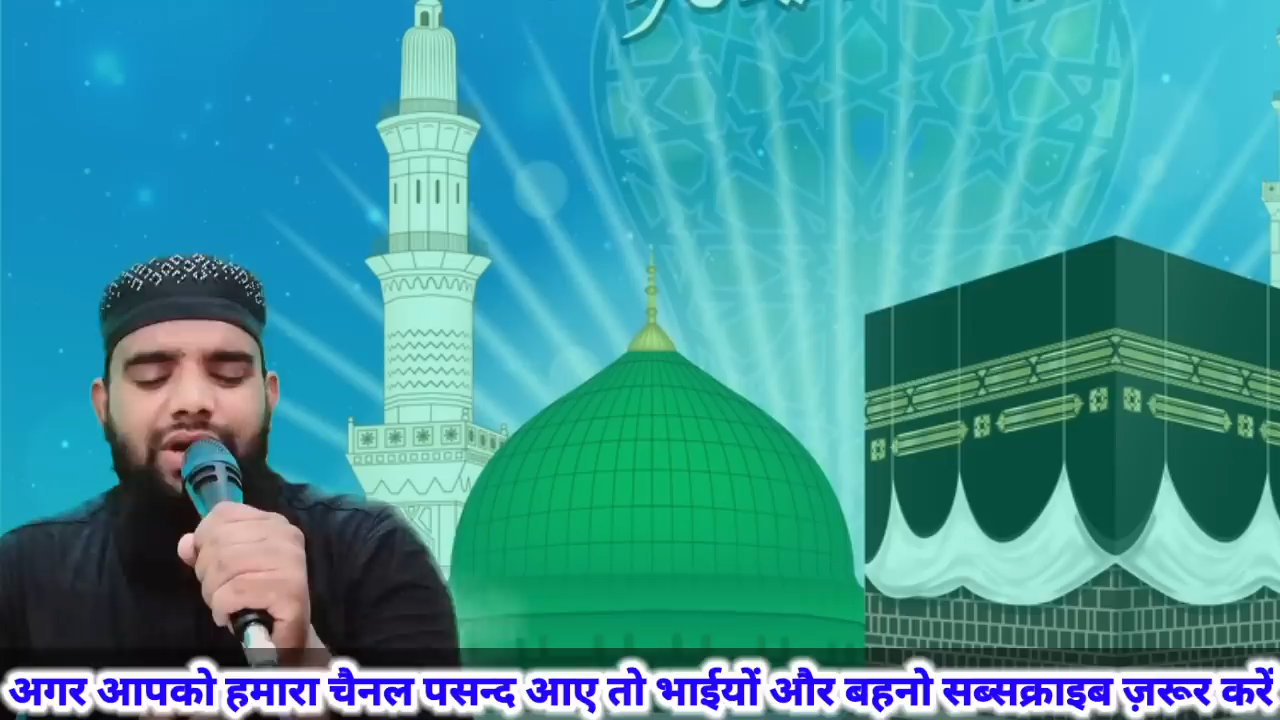 अगर आपको हमारा चैनल पसन्द आए तो भाईयों और बहनो सब्सक्राइब ज़रूर करें